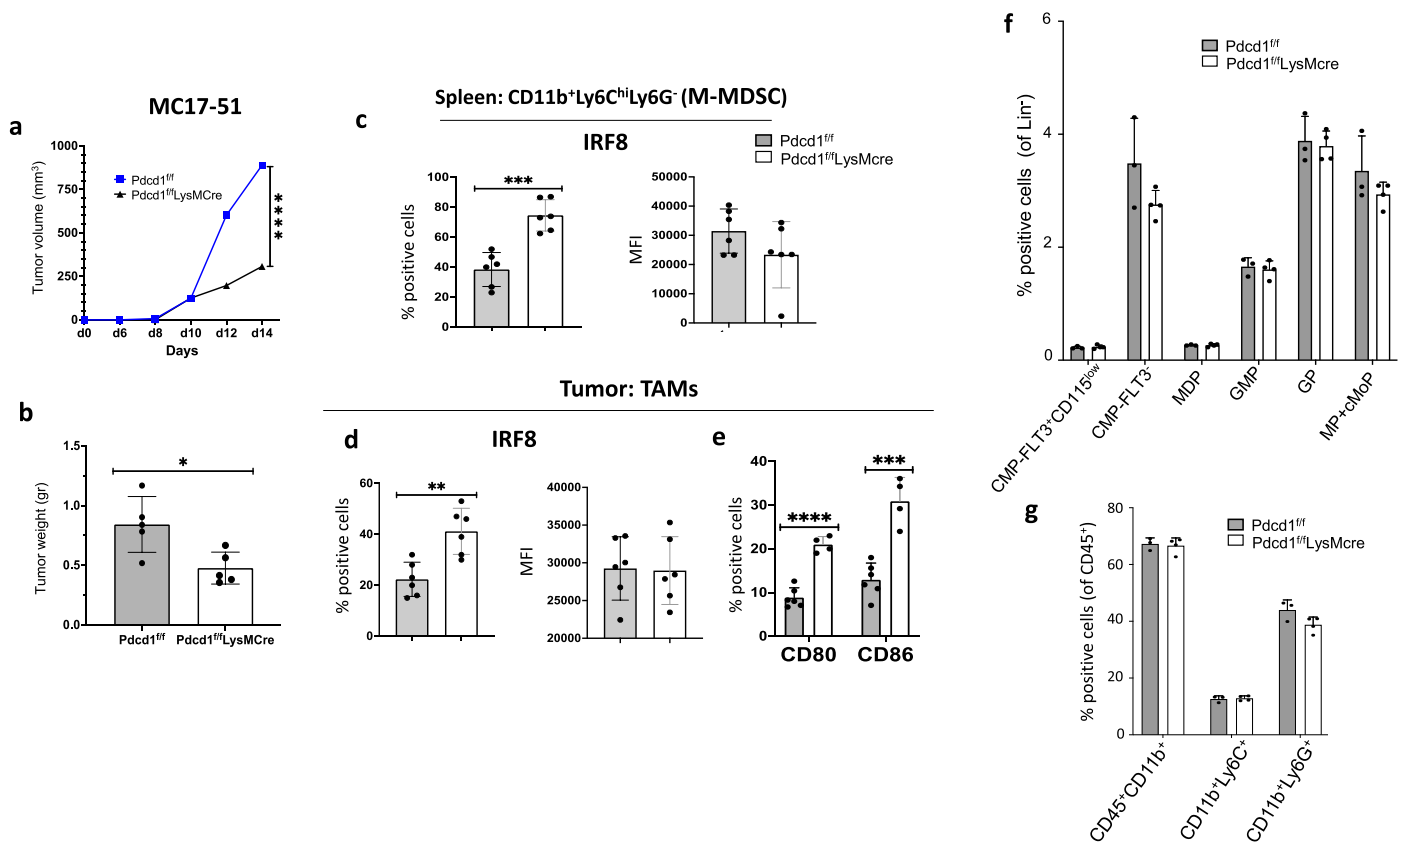 MC17-51
a
Tumor volume (mm³)
1000
750
500
250
0
Pdcd1f/f
Pdcd1f/fLysMCre
****
d0 d6 d8 d10 d12 d14
Days
b
Tumor weight (gr)
1.5
1.0
0.5
0.0
*
Pdcd1f/f Pdcd1f/fLysMCre
Spleen: CD11b+Ly6ChiLy6G- (M-MDSC)
c
IRF8
Pdcd1f/f
Pdcd1f/fLysMcre
% positive cells
100
80
60
40
20
0
***
MFI
50000
40000
30000
20000
10000
0
Tumor: TAMs
d
IRF8
% positive cells
60
40
20
0
**
MFI
40000
35000
30000
25000
20000
e
% positive cells
40
30
20
10
0
****
***
CD80 CD86
f
% positive cells (of Lin-)
6
4
2
0
Pdcd1f/f
Pdcd1f/fLysMcre
CMP-FLT3+CD115low
CMP-FLT3-
MDP
GMP
GP
MP+cMoP
g
% positive cells (of CD45+)
80
60
40
20
0
Pdcd1f/f
Pdcd1f/fLysMcre
CD45+CD11b+
CD11b+Ly6C+
CD11b+Ly6G+